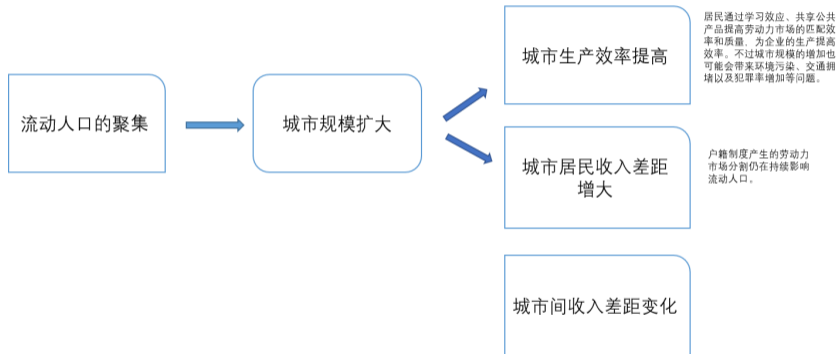 流动人口的聚集
城市规模扩大
城市生产效率提高
居民通过学习效应、共享公共
产品提高劳动力市场的匹配效
率和质量，为企业的生产提高
效率。不过城市规模的增加也
可能会带来环境污染、交通拥
堵以及犯罪率增加等问题。
城市居民收入差距
增大
户籍制度产生的劳动力
市场分割仍在持续影响
流动人口。
城市间收入差距变化